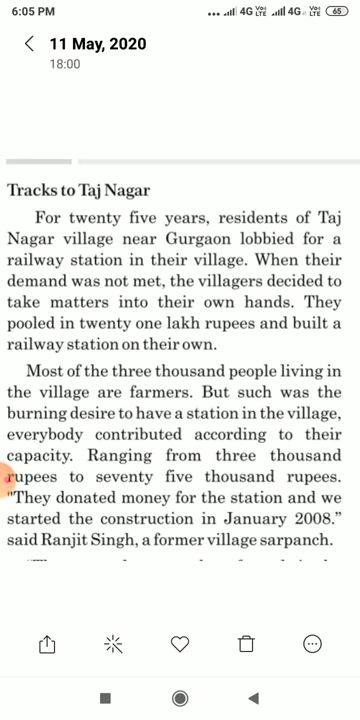 6:05 PM ... 4G Vo) LTE 4G Vo) LTE 65
11 May, 2020
18:00
Tracks to Taj Nagar
For twenty five years, residents of Taj
Nagar village near Gurgaon lobbied for a
railway station in their village. When their
demand was not met, the villagers decided to
take matters into their own hands. They
pooled in twenty one lakh rupees and built a
railway station on their own.
Most of the three thousand people living in
the village are farmers. But such was the
burning desire to have a station in the village,
everybody contributed according to their
capacity. Ranging from three thousand
rupees to seventy five thousand rupees.
"They donated money for the station and we
started the construction in January 2008.”
said Ranjit Singh, a former village sarpanch.